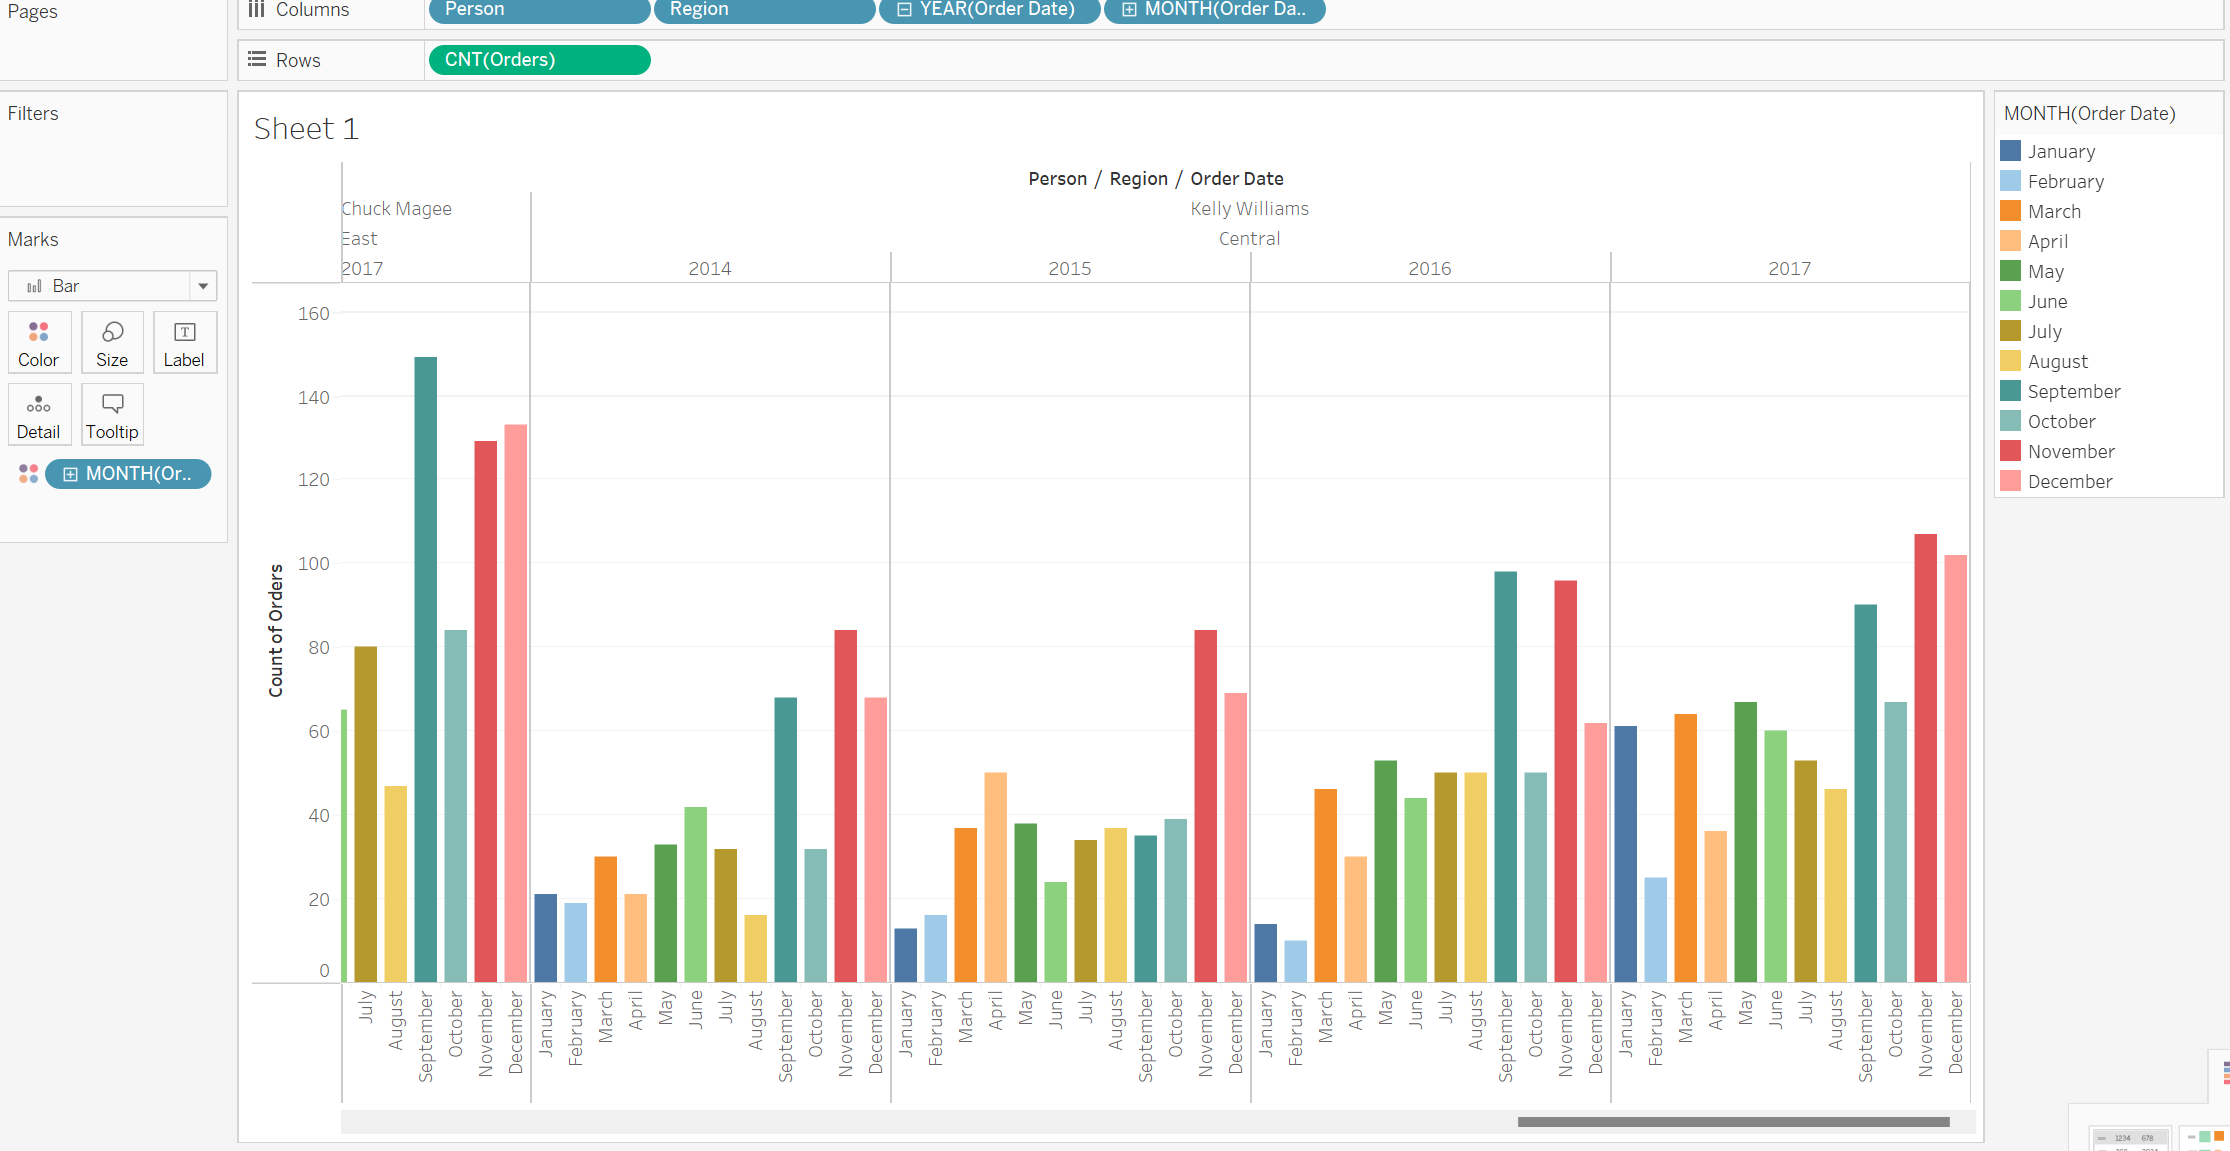 Pages
Columns Person Region YEAR(Order Date) MONTH(Order Da..
Rows CNT(Orders)
Filters
Marks
Bar
Color Size Label
Detail Tooltip
MONTH(Or..
Sheet 1
Person / Region / Order Date
Chuck Magee Kelly Williams
East Central
2017 2014 2015 2016 2017
160
140
120
100
80
60
40
20
0
Count of Orders
July August September October November December January February March April May June July August September October November December January February March April May June July August September October November December January February March April May June July August September October November December January February March April May June July August September October November December
MONTH(Order Date)
January
February
March
April
May
June
July
August
September
October
November
December
1234 678